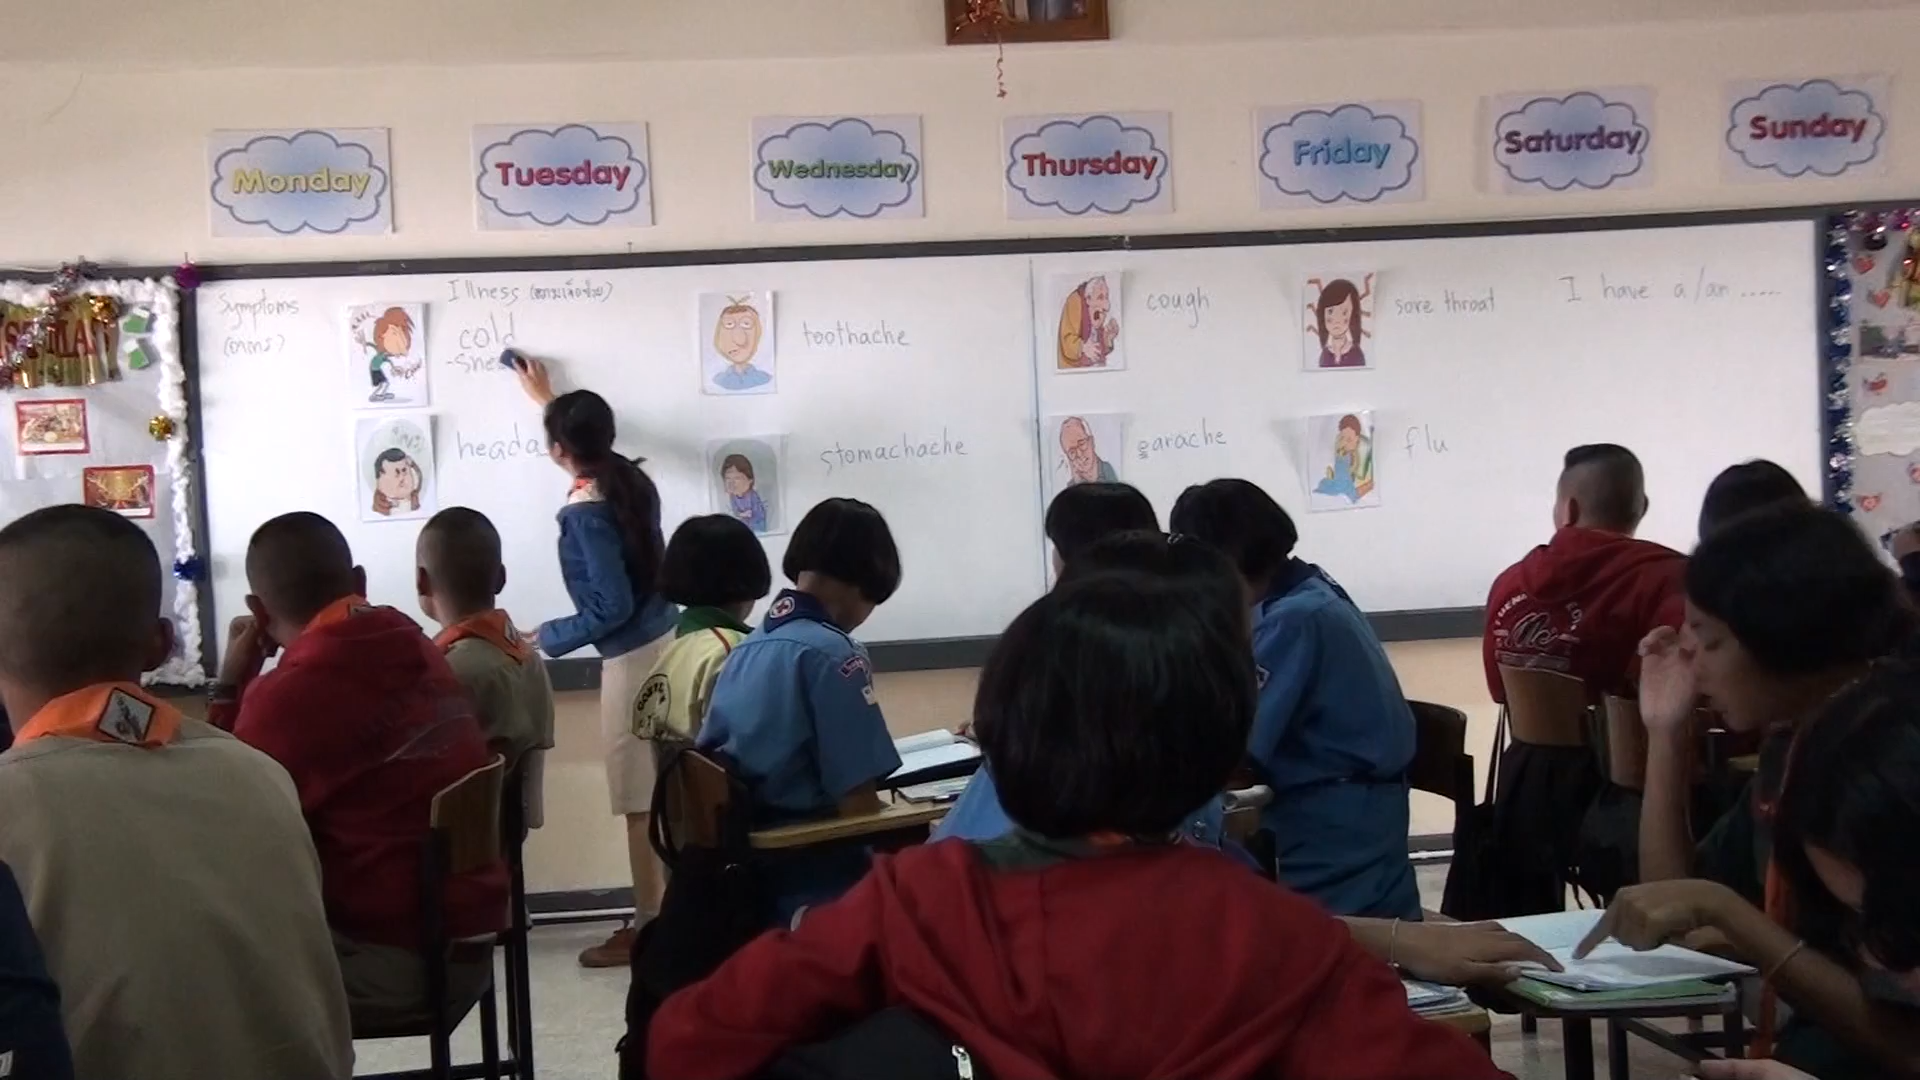 Monday
Tuesday
Wednesday
Thursday
Friday
Saturday
Sunday
Symptoms
Illness
cold
toothache
cough
sore throat
I have a/an .....
heada
stomachache
earache
flu